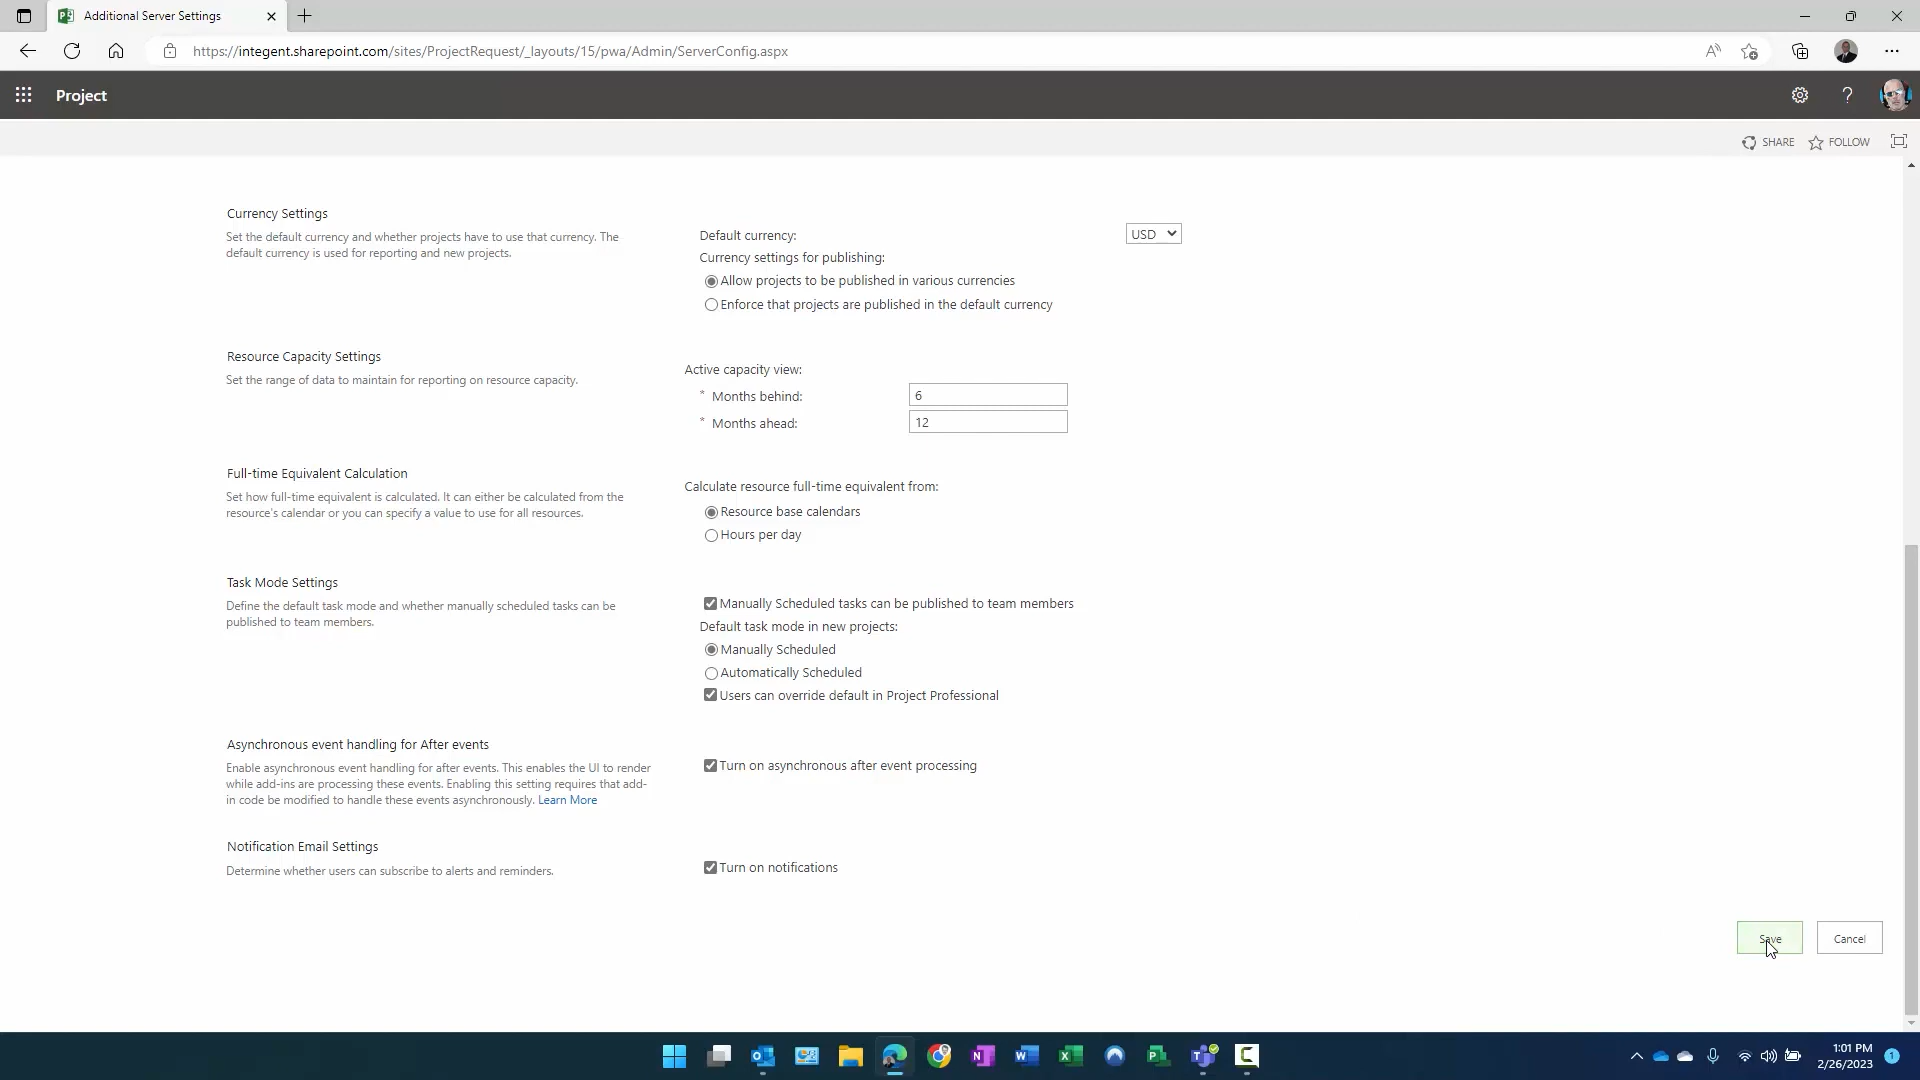 Additional Server Settings
https://integent.sharepoint.com/sites/ProjectRequest/_layouts/15/pwa/Admin/ServerConfig.aspx
Project
SHARE FOLLOW
Currency Settings
Set the default currency and whether projects have to use that currency. The
default currency is used for reporting and new projects.
Default currency: USD
Currency settings for publishing:
Allow projects to be published in various currencies
Enforce that projects are published in the default currency
Resource Capacity Settings
Set the range of data to maintain for reporting on resource capacity.
Active capacity view:
* Months behind: 6
* Months ahead: 12
Full-time Equivalent Calculation
Set how full-time equivalent is calculated. It can either be calculated from the
resource's calendar or you can specify a value to use for all resources.
Calculate resource full-time equivalent from:
Resource base calendars
Hours per day
Task Mode Settings
Define the default task mode and whether manually scheduled tasks can be
published to team members.
Manually Scheduled tasks can be published to team members
Default task mode in new projects:
Manually Scheduled
Automatically Scheduled
Users can override default in Project Professional
Asynchronous event handling for After events
Enable asynchronous event handling for after events. This enables the UI to render
while add-ins are processing these events. Enabling this setting requires that add-
in code be modified to handle these events asynchronously. Learn More
Turn on asynchronous after event processing
Notification Email Settings
Determine whether users can subscribe to alerts and reminders.
Turn on notifications
Save Cancel
1:01 PM
2/26/2023
1